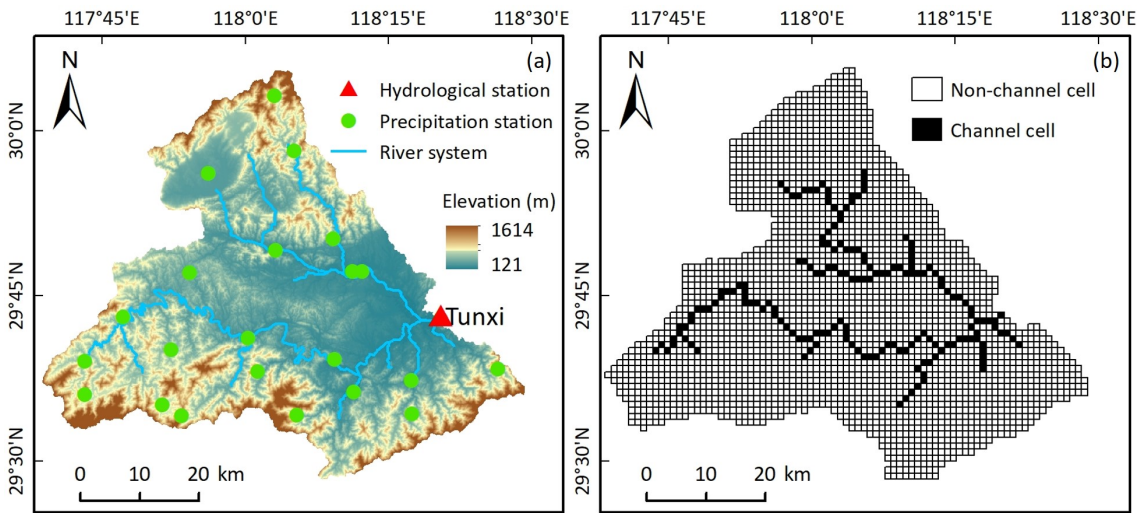 117°45'E 118°0'E 118°15'E 118°30'E
(a)
N
Hydrological station
Precipitation station
River system
Elevation (m)
1614
121
Tunxi
30°0'N
29°45'N
29°30'N
0 10 20 km
117°45'E 118°0'E 118°15'E 118°30'E
(b)
N
Non-channel cell
Channel cell
30°0'N
29°45'N
29°30'N
0 10 20 km